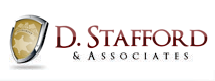 D. STAFFORD
& ASSOCIATES